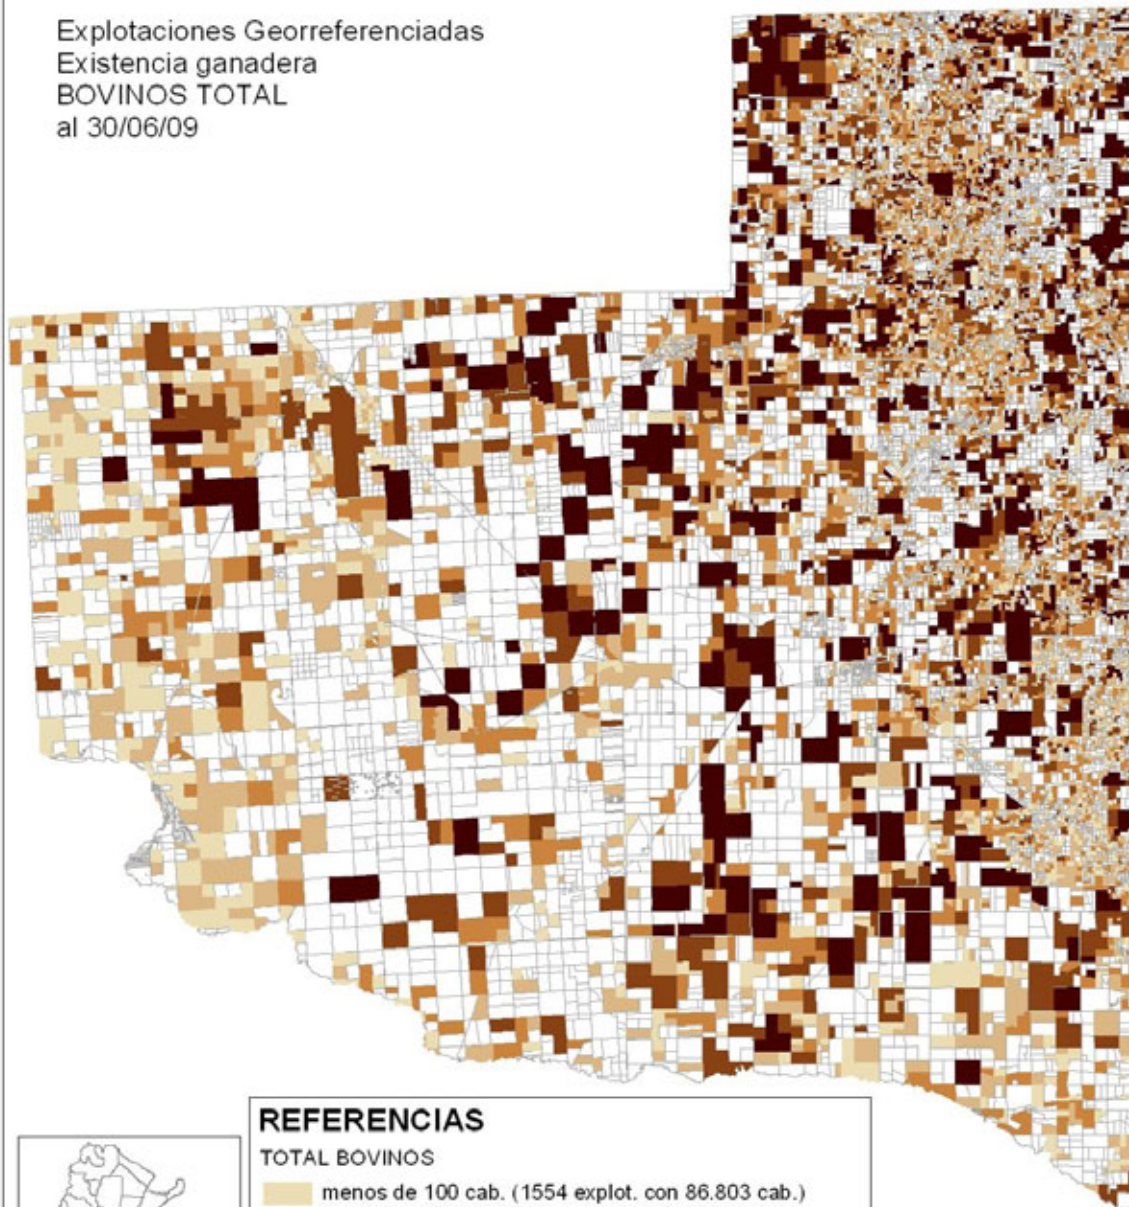 Explotaciones Georreferenciadas
Existencia ganadera
BOVINOS TOTAL
al 30/06/09
REFERENCIAS
TOTAL BOVINOS
menos de 100 cab. (1554 explot. con 86.803 cab.)